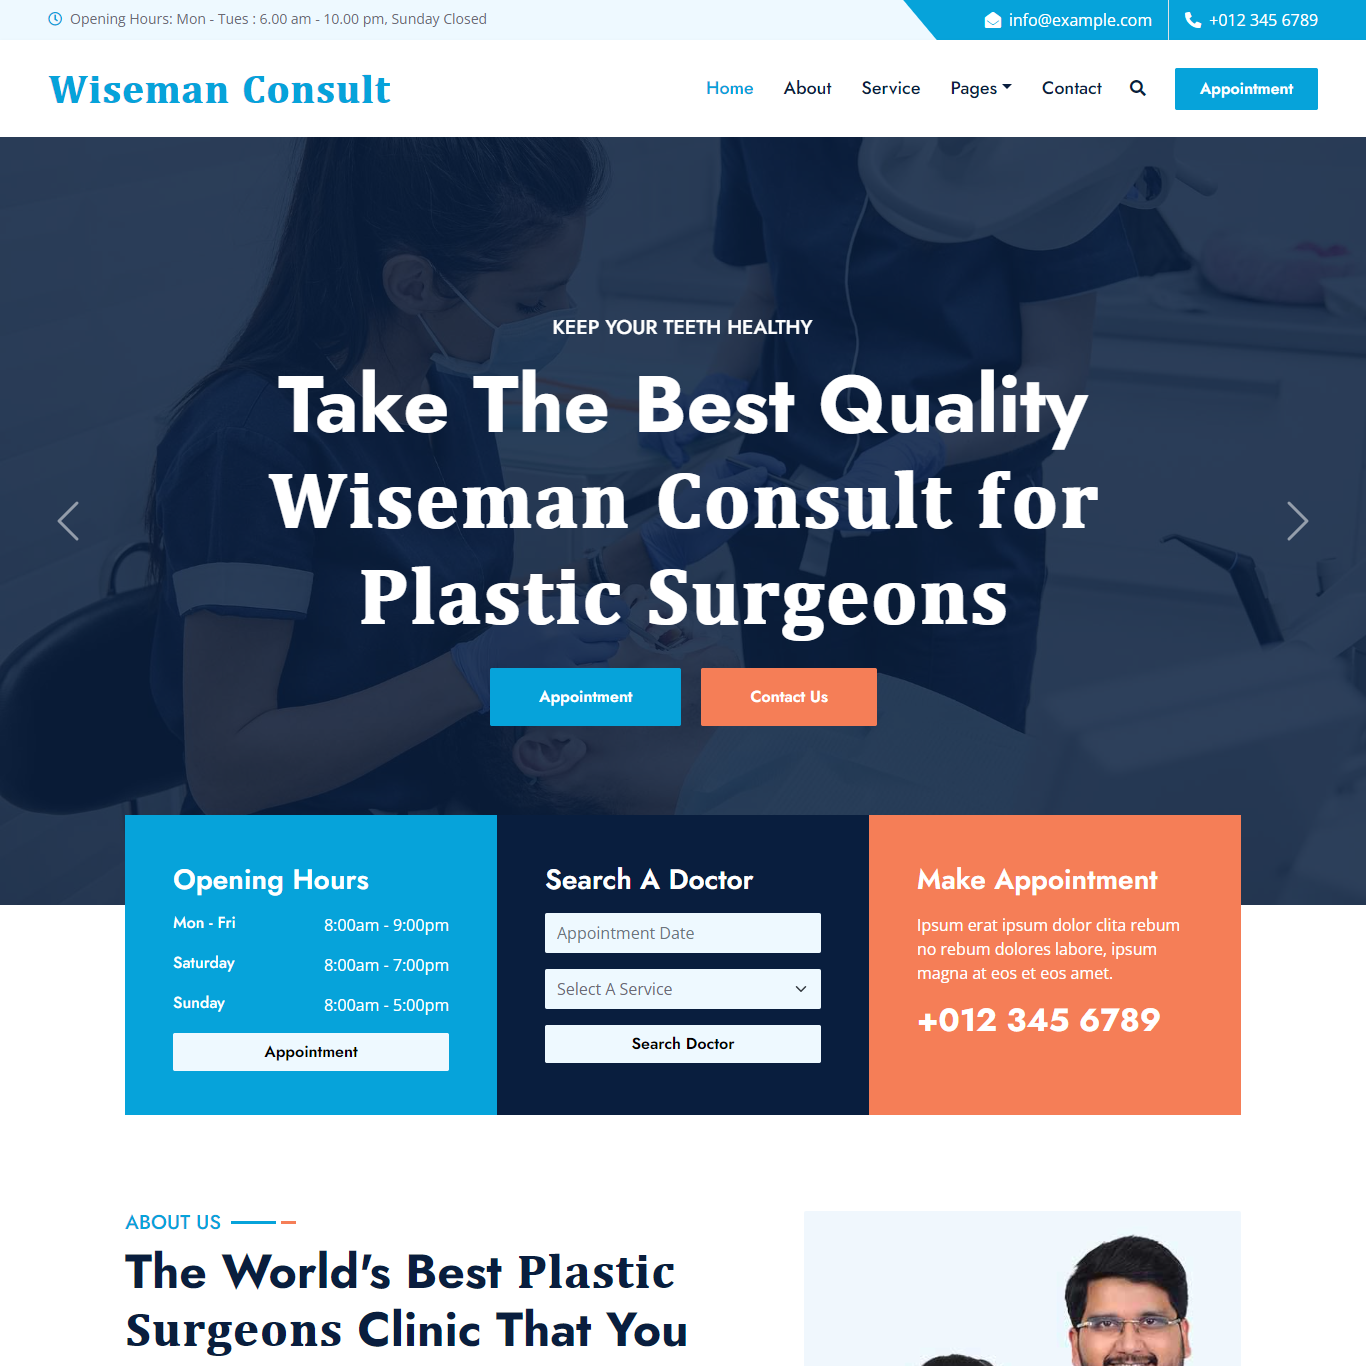 Opening Hours: Mon - Tues : 6.00 am - 10.00 pm, Sunday Closed
info@example.com
+012 345 6789
Wiseman Consult
Home
About
Service
Pages
Contact
Appointment
KEEP YOUR TEETH HEALTHY
Take The Best Quality
Wiseman Consult for
Plastic Surgeons
Appointment
Contact Us
Opening Hours
Mon - Fri 8:00am - 9:00pm
Saturday 8:00am - 7:00pm
Sunday 8:00am - 5:00pm
Appointment
Search A Doctor
Appointment Date
Select A Service
Search Doctor
Make Appointment
Ipsum erat ipsum dolor clita rebum
no rebum dolores labore, ipsum
magna at eos et eos amet.
+012 345 6789
ABOUT US
The World's Best Plastic
Surgeons Clinic That You